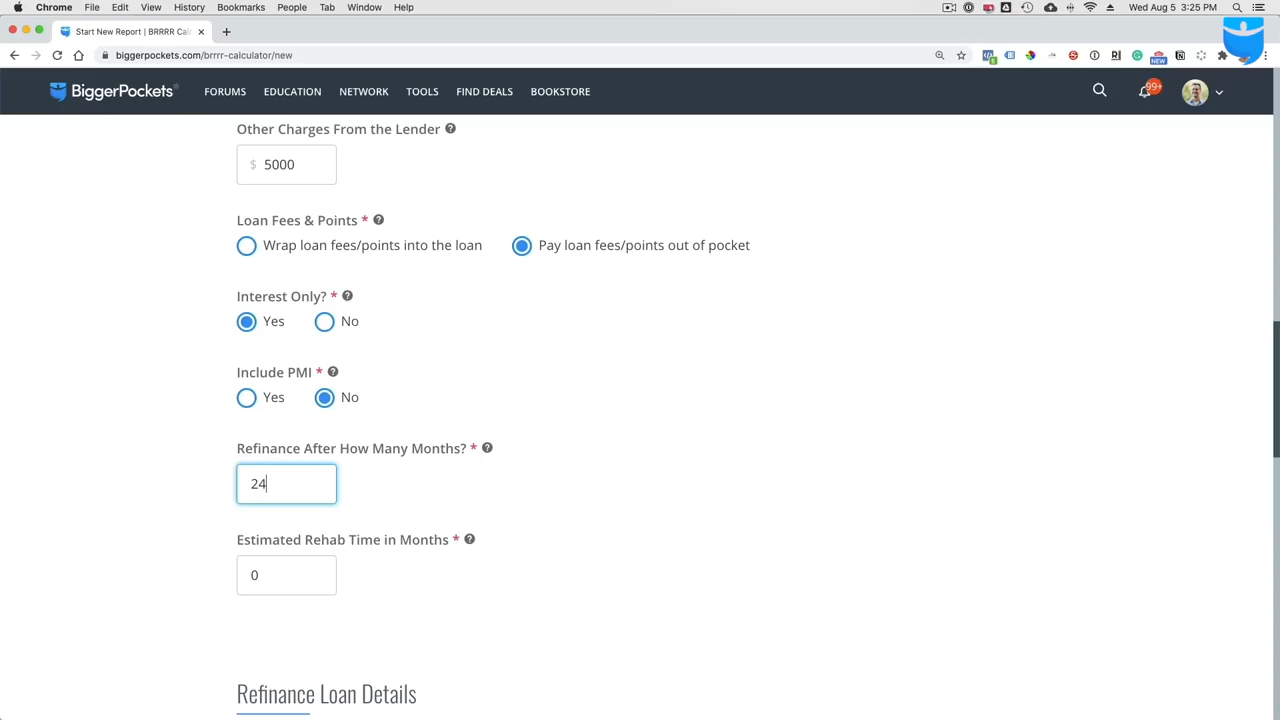 Chrome File Edit View History Bookmarks People Tab Window Help Wed Aug 5 3:25 PM
Start New Report | BRRRR Calc
biggerpockets.com/brrrr-calculator/new
5
NEW
BiggerPockets FORUMS EDUCATION NETWORK TOOLS FIND DEALS BOOKSTORE 99+
Other Charges From the Lender ?
$ 5000
Loan Fees & Points * ?
Wrap loan fees/points into the loan Pay loan fees/points out of pocket
Interest Only? * ?
Yes No
Include PMI * ?
Yes No
Refinance After How Many Months? * ?
24
Estimated Rehab Time in Months * ?
0
Refinance Loan Details